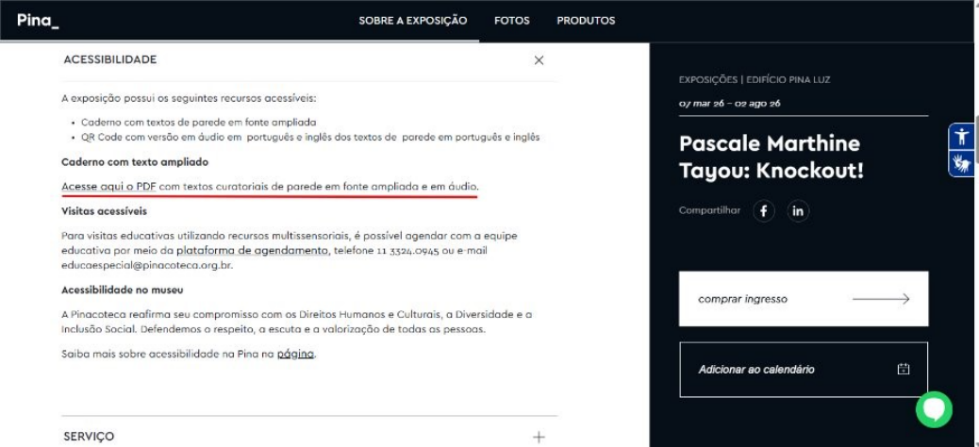 Pina_
SOBRE A EXPOSIÇÃO
FOTOS
PRODUTOS
ACESSIBILIDADE
A exposição possui os seguintes recursos acessíveis:
• Caderno com textos de parede em fonte ampliada
• QR Code com versão em áudio em português e inglês dos textos de parede em português e inglês
Caderno com texto ampliado
Acesse aqui o PDF com textos curatoriais de parede em fonte ampliada e em áudio.
Visitas acessíveis
Para visitas educativas utilizando recursos multissensoriais, é possível agendar com a equipe
educativa por meio da plataforma de agendamento, telefone 11 3324.0945 ou e-mail
educaespecial@pinacoteca.org.br.
Acessibilidade no museu
A Pinacoteca reafirma seu compromisso com os Direitos Humanos e Culturais, a Diversidade e a
Inclusão Social. Defendemos o respeito, a escuta e a valorização de todas as pessoas.
Saiba mais sobre acessibilidade na Pina na página.
SERVIÇO
EXPOSIÇÕES | EDIFÍCIO PINA LUZ
07 mar 26 – 02 ago 26
Pascale Marthine
Tayou: Knockout!
Compartilhar
comprar ingresso
Adicionar ao calendário